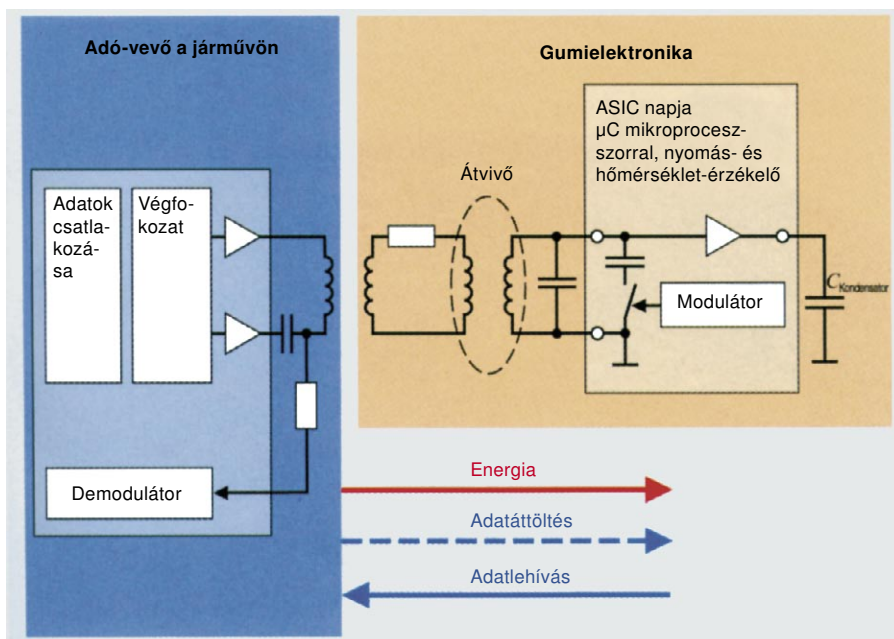 Adó-vevő a járművön
Adatok
csatla-
kozá-
sa
Végfo-
kozat
Demodulátor
Gumielektronika
ASIC napja
µC mikroprocesz-
szorral, nyomás- és
hőmérséklet-érzékelő
Átvivő
Modulátor
C Kondensator
Energia
Adatáttöltés
Adatlehívás